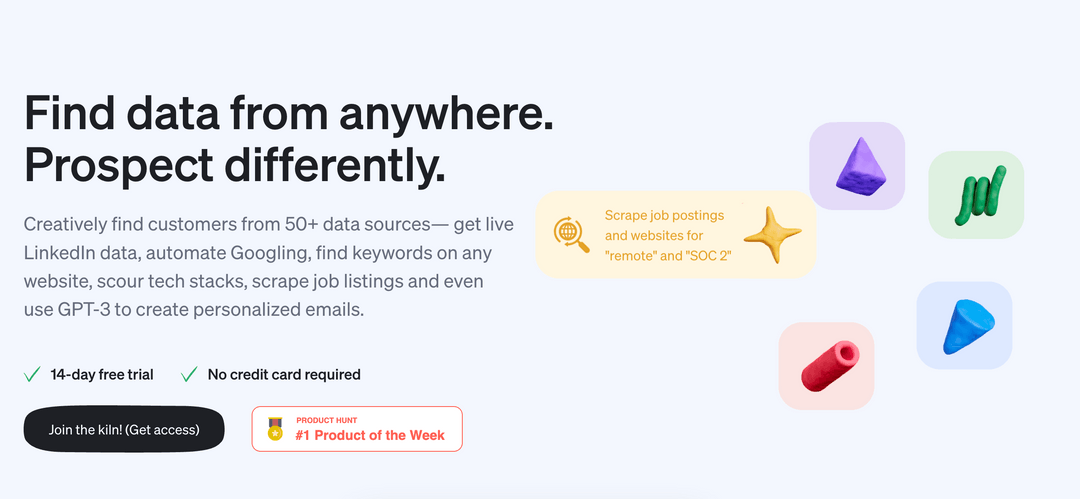 Find data from anywhere.
Prospect differently.
Creatively find customers from 50+ data sources— get live
LinkedIn data, automate Googling, find keywords on any
website, scour tech stacks, scrape job listings and even
use GPT-3 to create personalized emails.
14-day free trial
No credit card required
Join the kiln! (Get access)
PRODUCT HUNT
#1 Product of the Week
Scrape job postings
and websites for
"remote" and "SOC 2"